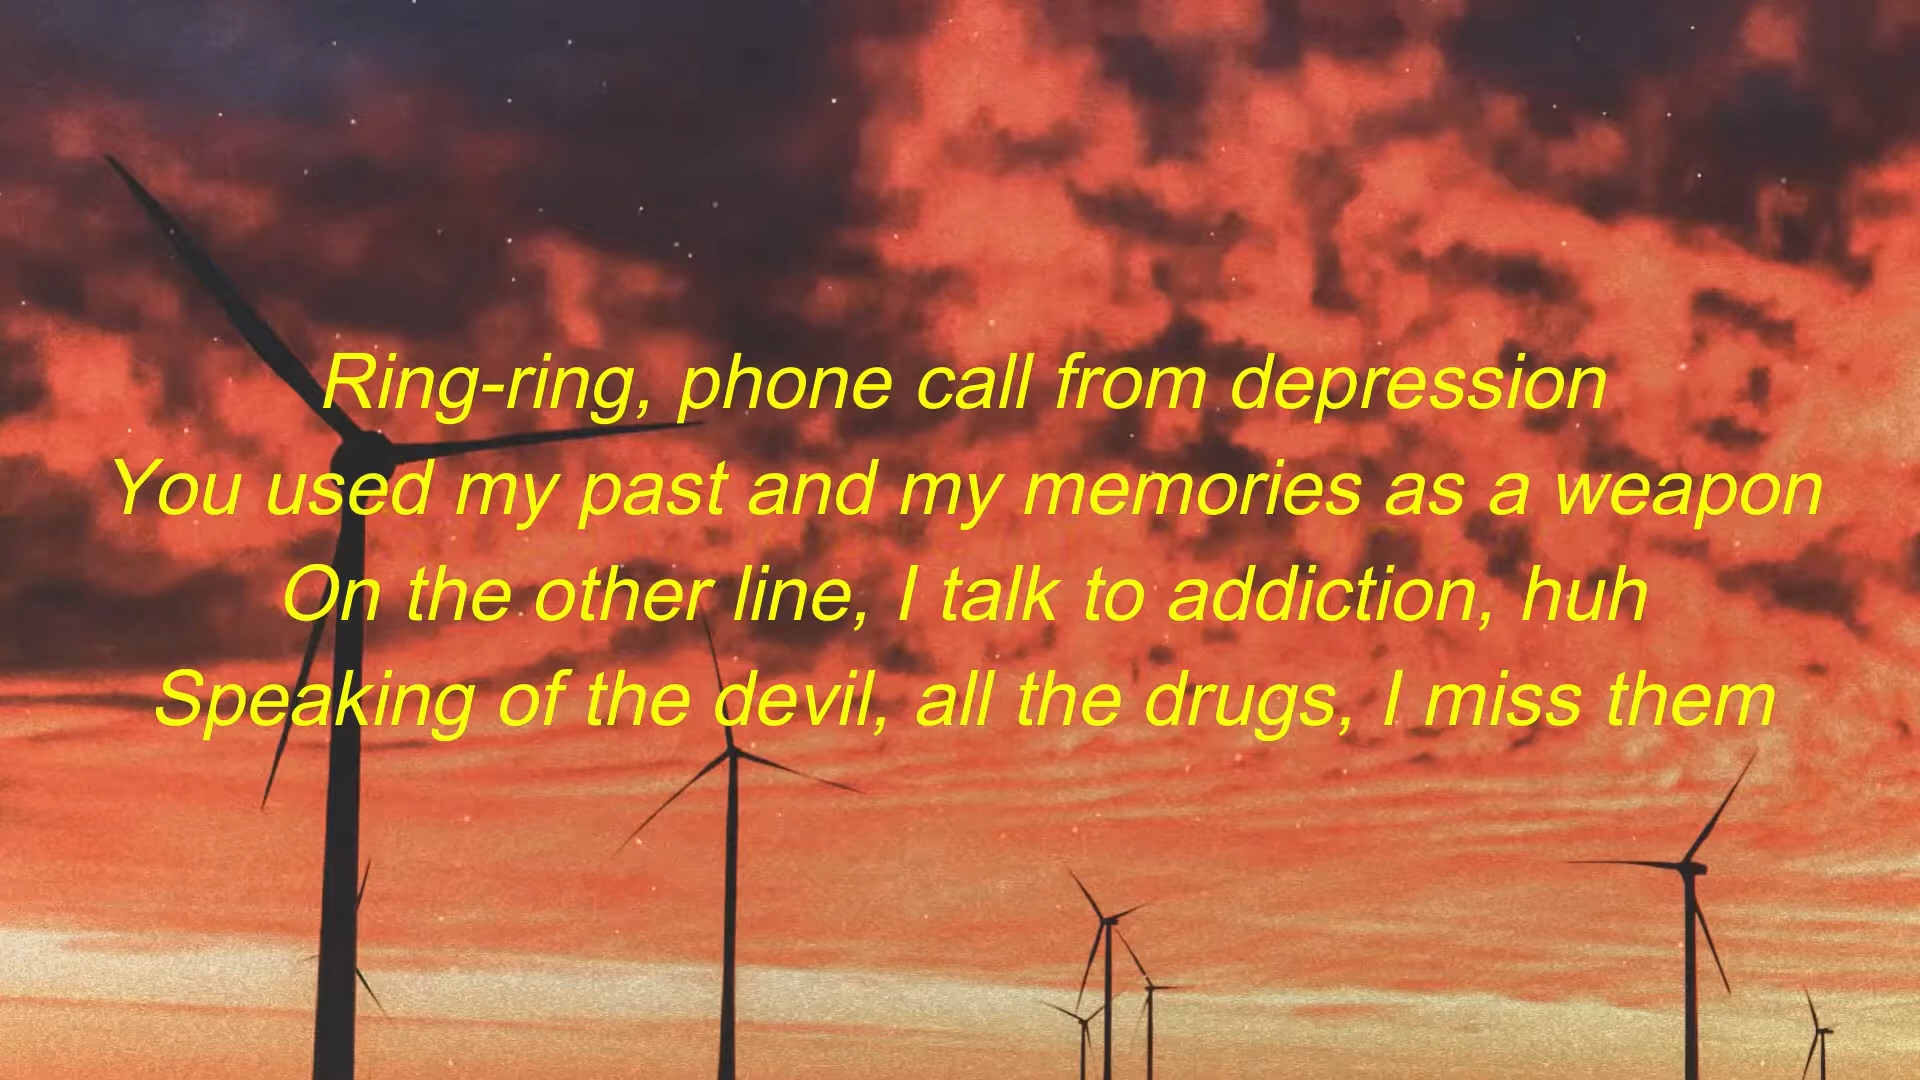 Ring-ring, phone call from depression
You used my past and my memories as a weapon
On the other line, I talk to addiction, huh
Speaking of the devil, all the drugs, I miss them